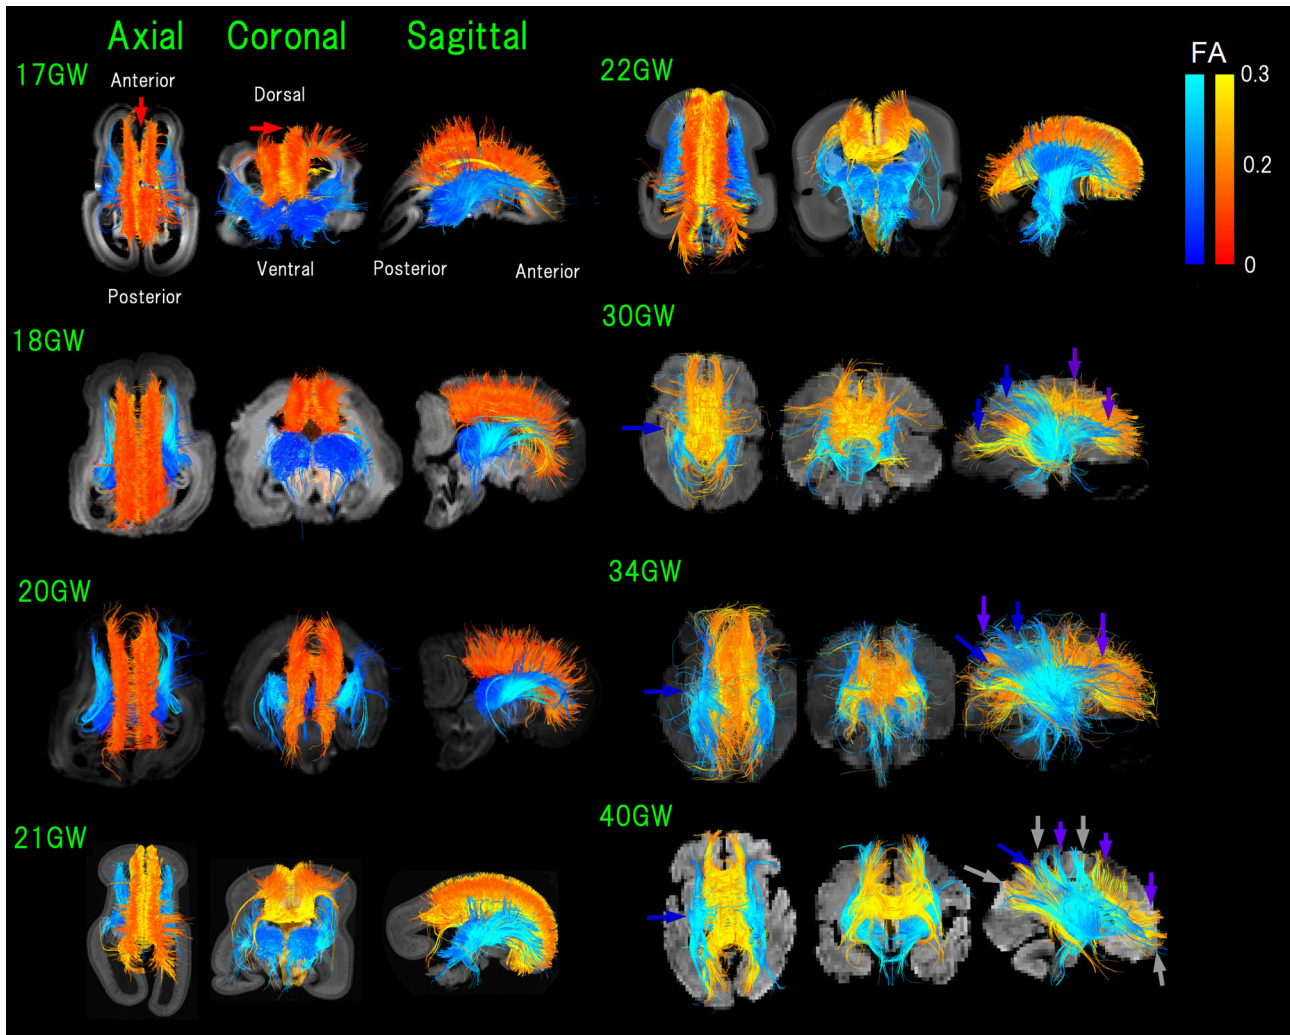 Axial Coronal Sagittal
17GW
Anterior
Dorsal
Ventral
Posterior
Posterior
Anterior
22GW
FA
0.3
0.2
0
18GW
30GW
20GW
34GW
21GW
40GW